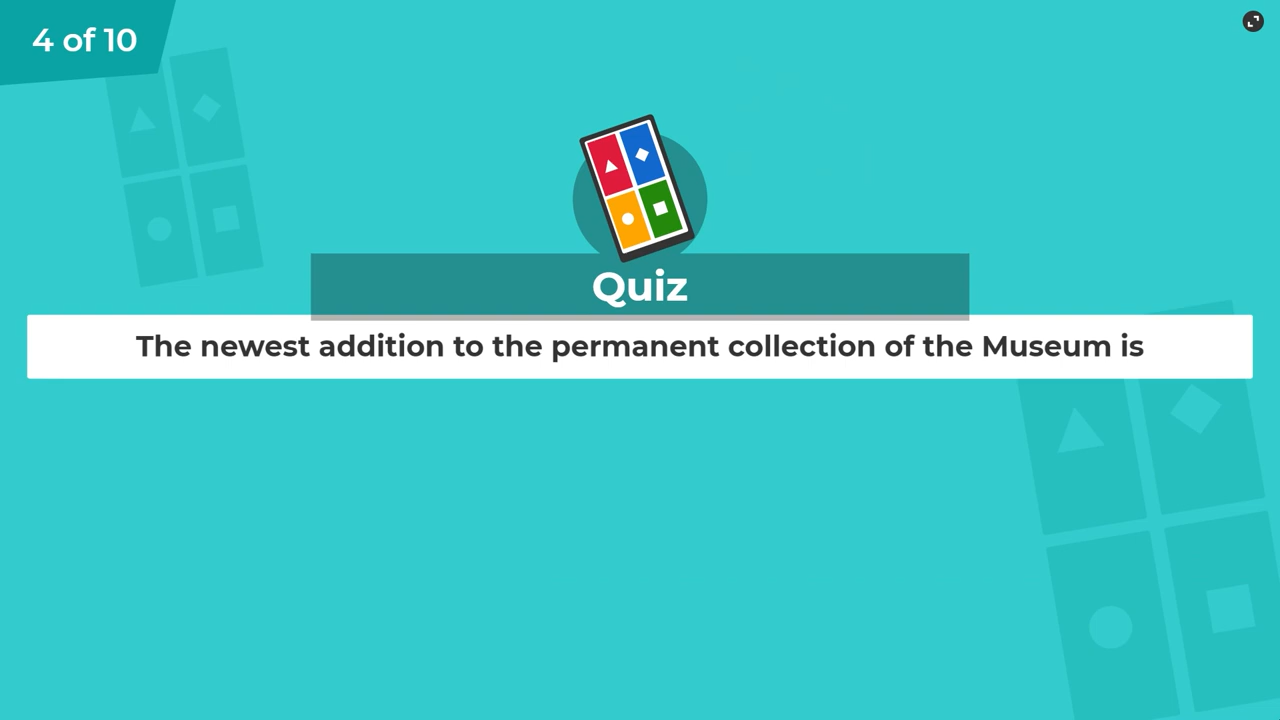 4 of 10
Quiz
The newest addition to the permanent collection of the Museum is